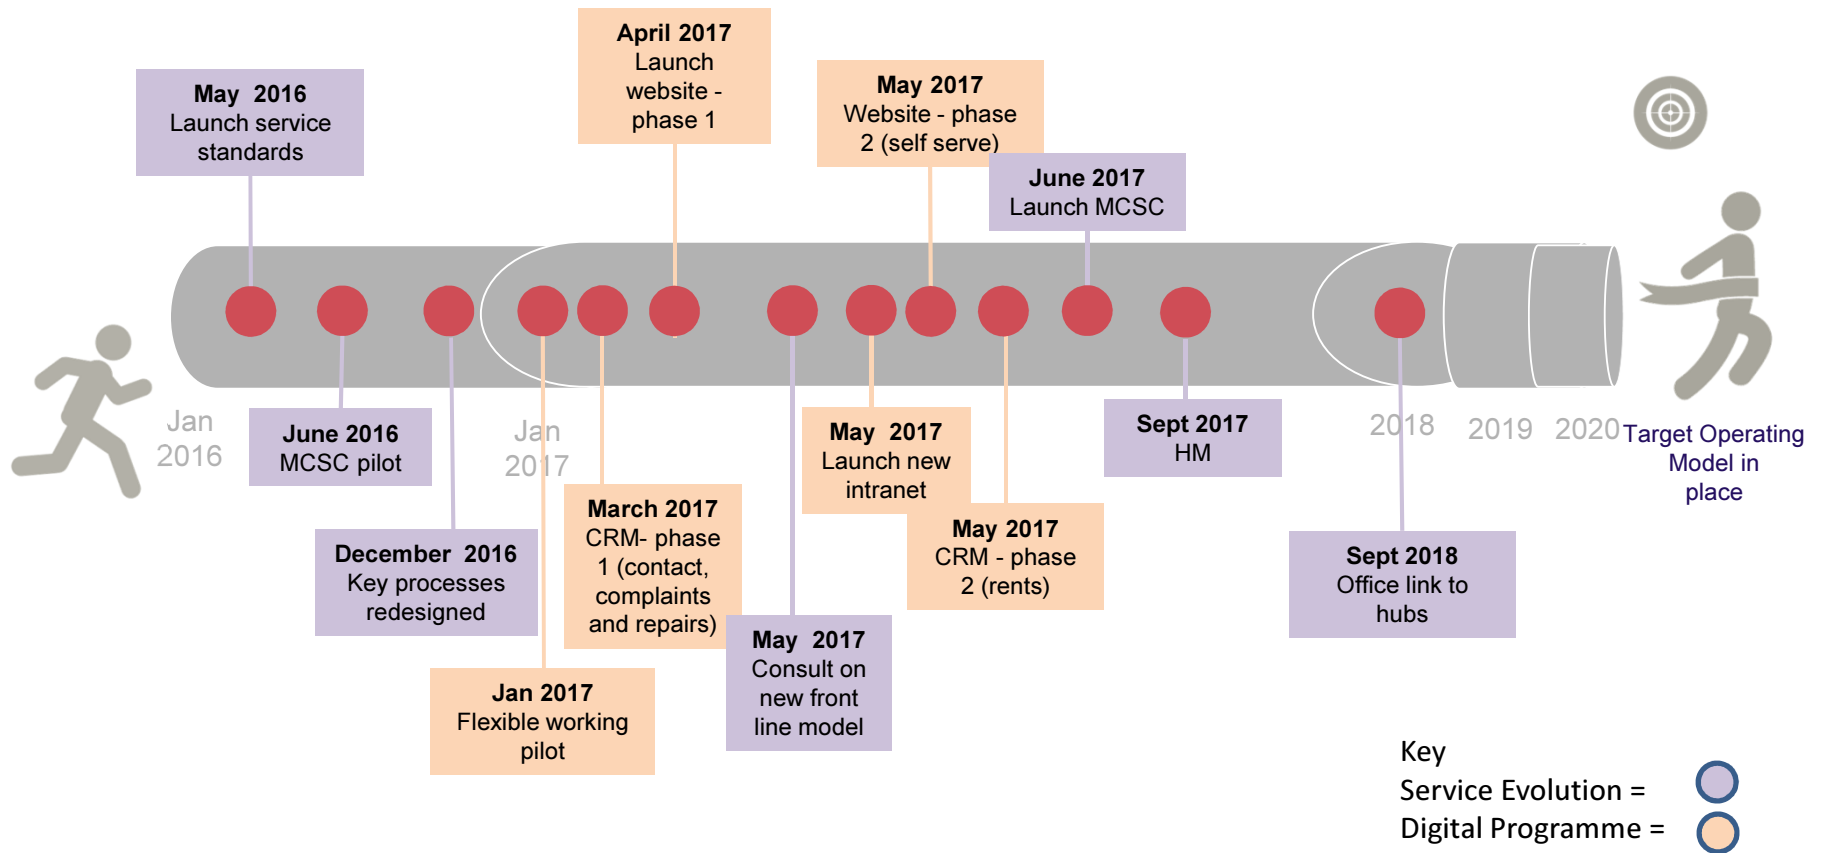 April 2017
Launch
website -
phase 1
May 2016
Launch service
standards
May 2017
Website - phase
2 (self serve)
June 2017
Launch MCSC
Jan
2016
June 2016
MCSC pilot
December 2016
Key processes
redesigned
Jan
2017
Jan 2017
Flexible working
pilot
March 2017
CRM- phase
1 (contact,
complaints
and repairs)
May 2017
Consult on
new front
line model
May 2017
Launch new
intranet
May 2017
CRM - phase
2 (rents)
Sept 2017
HM
2018
2019
2020
Target Operating
Model in
place
Sept 2018
Office link to
hubs
Key
Service Evolution =
Digital Programme =